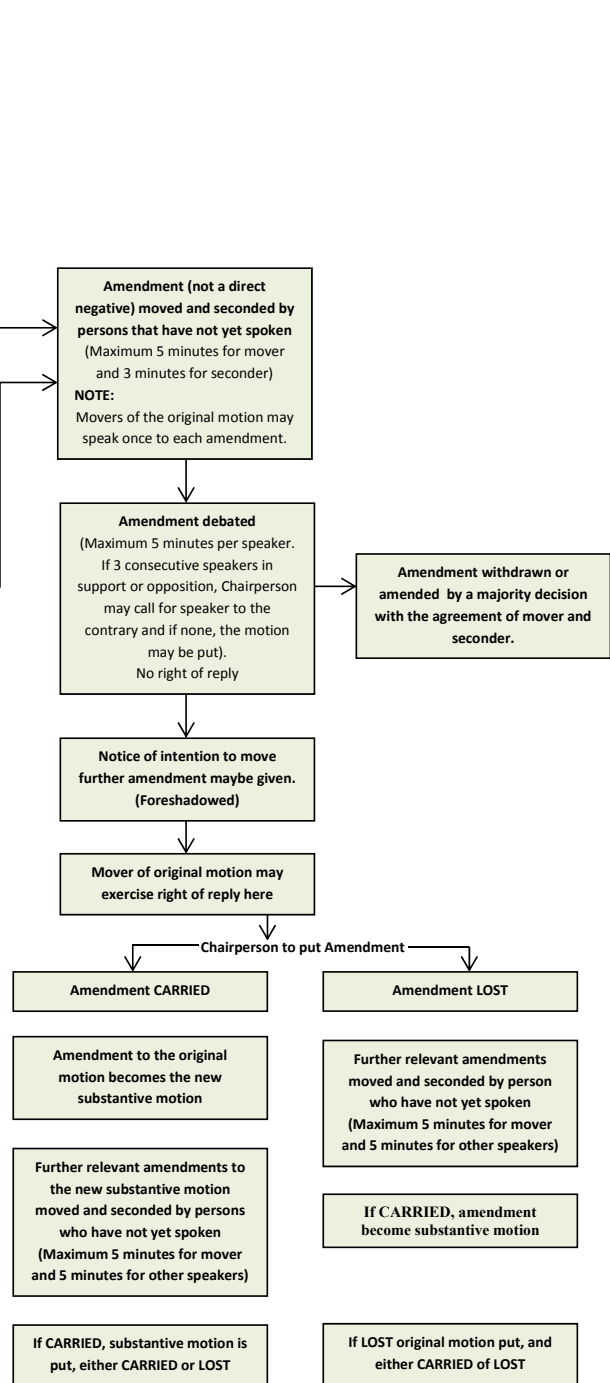 Amendment (not a direct
negative) moved and seconded by
persons that have not yet spoken
(Maximum 5 minutes for mover
and 3 minutes for seconder)
NOTE:
Movers of the original motion may
speak once to each amendment.
Amendment debated
(Maximum 5 minutes per speaker.
If 3 consecutive speakers in
support or opposition, Chairperson
may call for speaker to the
contrary and if none, the motion
may be put).
No right of reply
Amendment withdrawn or
amended by a majority decision
with the agreement of mover and
seconder.
Notice of intention to move
further amendment maybe given.
(Foreshadowed)
Mover of original motion may
exercise right of reply here
Chairperson to put Amendment
Amendment CARRIED
Amendment to the original
motion becomes the new
substantive motion
Further relevant amendments to
the new substantive motion
moved and seconded by persons
who have not yet spoken
(Maximum 5 minutes for mover
and 5 minutes for other speakers)
If CARRIED, substantive motion is
put, either CARRIED or LOST
Amendment LOST
Further relevant amendments
moved and seconded by person
who have not yet spoken
(Maximum 5 minutes for mover
and 5 minutes for other speakers)
If CARRIED, amendment
become substantive motion
If LOST original motion put, and
either CARRIED of LOST